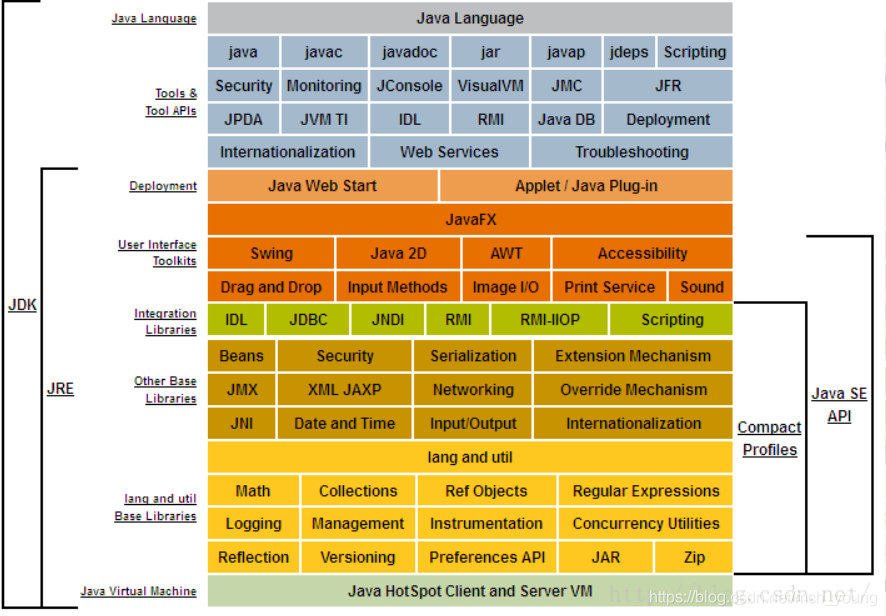 Java Language Java Language
java javac javadoc jar javap jdeps Scripting
Security Monitoring JConsole VisualVM JMC JFR
Tools &
Tool APIs
JPDA JVM TI IDL RMI Java DB Deployment
Internationalization Web Services Troubleshooting
Deployment Java Web Start Applet / Java Plug-in
JavaFX
User Interface
Toolkits
Swing Java 2D AWT Accessibility
Drag and Drop Input Methods Image I/O Print Service Sound
JDK
Integration
Libraries
IDL JDBC JNDI RMI RMI-IIOP Scripting
Beans Security Serialization Extension Mechanism
JRE
Other Base
Libraries
JMX XML JAXP Networking Override Mechanism
Java SE
API
JNI Date and Time Input/Output Internationalization
Compact
Profiles
lang and util
lang and util
Base Libraries
Math Collections Ref Objects Regular Expressions
Logging Management Instrumentation Concurrency Utilities
Reflection Versioning Preferences API JAR Zip
Java Virtual Machine Java HotSpot Client and Server VM